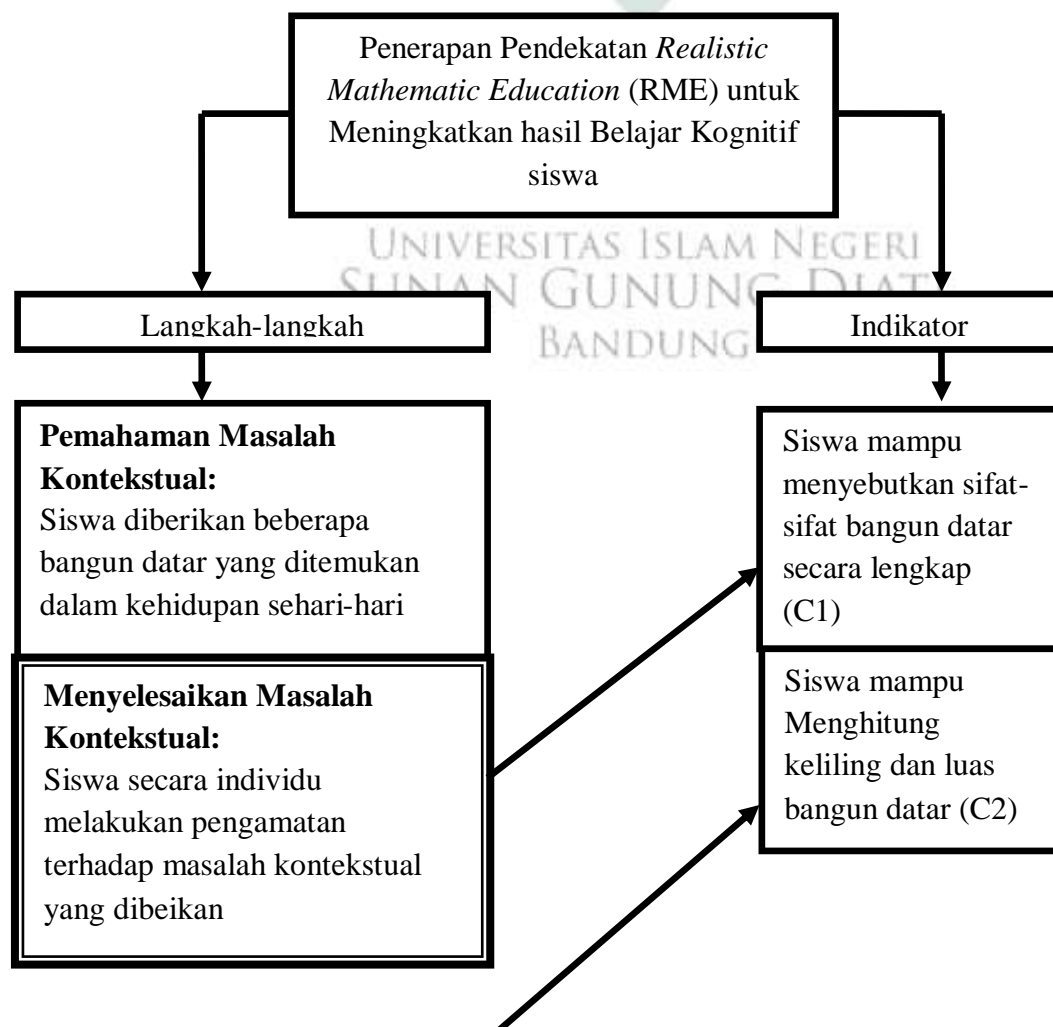 Penerapan Pendekatan Realistic
Mathematic Education (RME) untuk
Meningkatkan hasil Belajar Kognitif
siswa
UNIVERSITAS ISLAM NEGERI
SUNAN GUNUNG DJATI
BANDUNG
Langkah-langkah
Indikator
Pemahaman Masalah
Kontekstual:
Siswa diberikan beberapa
bangun datar yang ditemukan
dalam kehidupan sehari-hari
Siswa mampu
menyebutkan sifat-
sifat bangun datar
secara lengkap
(C1)
Menyelesaikan Masalah
Kontekstual:
Siswa secara individu
melakukan pengamatan
terhadap masalah kontekstual
yang dibeikan
Siswa mampu
Menghitung
keliling dan luas
bangun datar (C2)